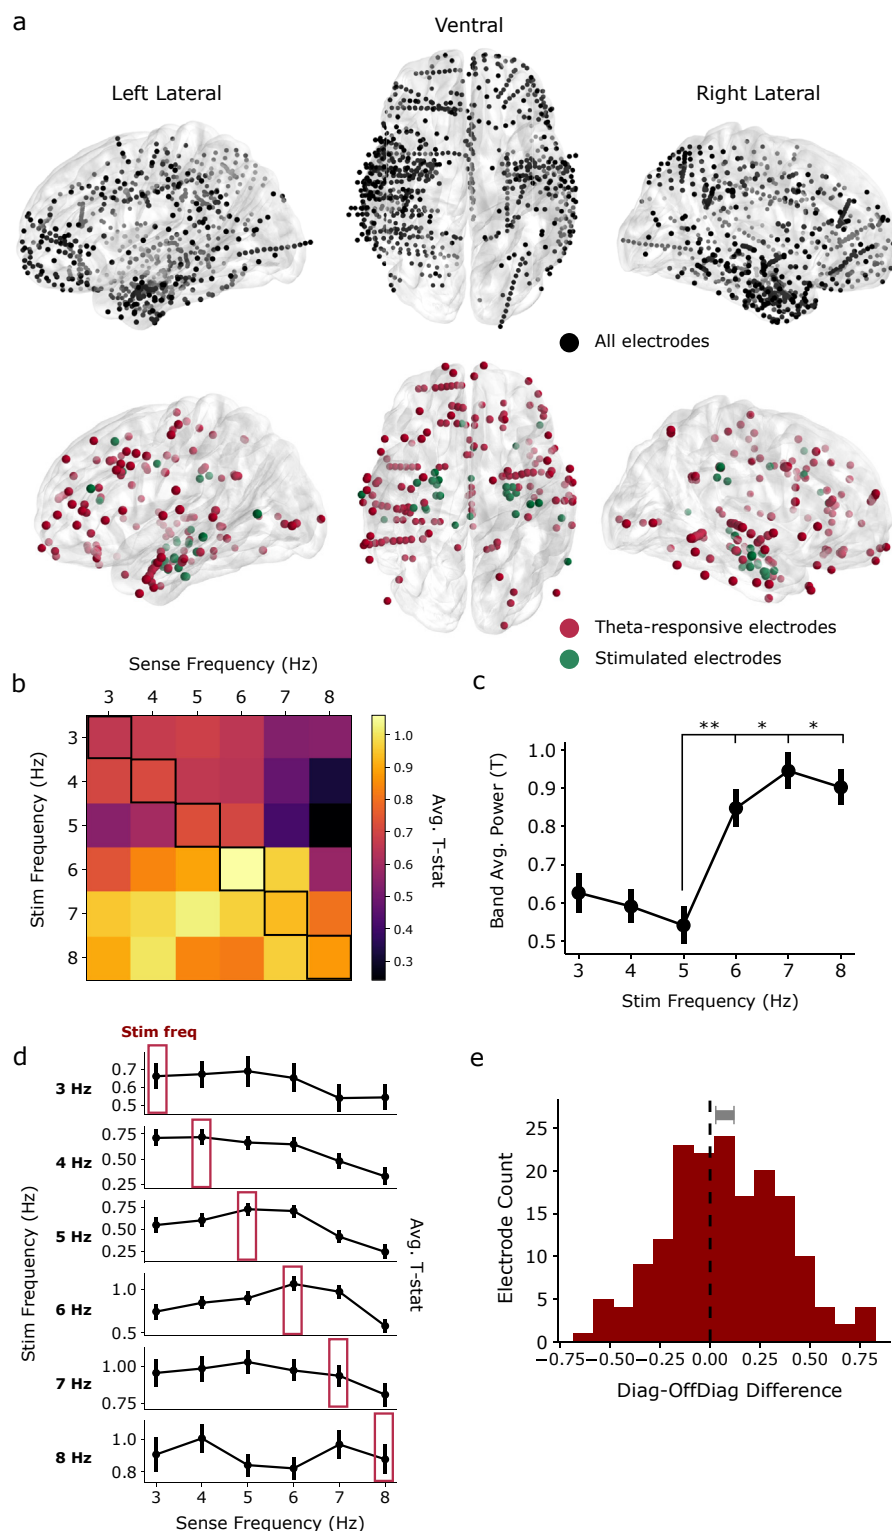 a
Ventral
Left Lateral
Right Lateral
All electrodes
Theta-responsive electrodes
Stimulated electrodes
b
Sense Frequency (Hz)
3 4 5 6 7 8
Stim Frequency (Hz)
3
4
5
6
7
8
1.0
0.9
0.8
0.7
0.6
0.5
0.4
0.3
Avg. T-stat
c
** * *
Band Avg. Power (T)
1.0
0.9
0.8
0.7
0.6
0.5
3 4 5 6 7 8
Stim Frequency (Hz)
d
Stim freq
Stim Frequency (Hz)
3 Hz
0.7
0.6
0.5
4 Hz
0.75
0.50
0.25
5 Hz
0.75
0.50
0.25
6 Hz
1.0
0.5
7 Hz
1.00
0.75
8 Hz
1.0
0.8
3 4 5 6 7 8
Sense Frequency (Hz)
Avg. T-stat
e
Electrode Count
25
20
15
10
5
0
−0.75 −0.50 −0.25 0.00 0.25 0.50 0.75
Diag-OffDiag Difference